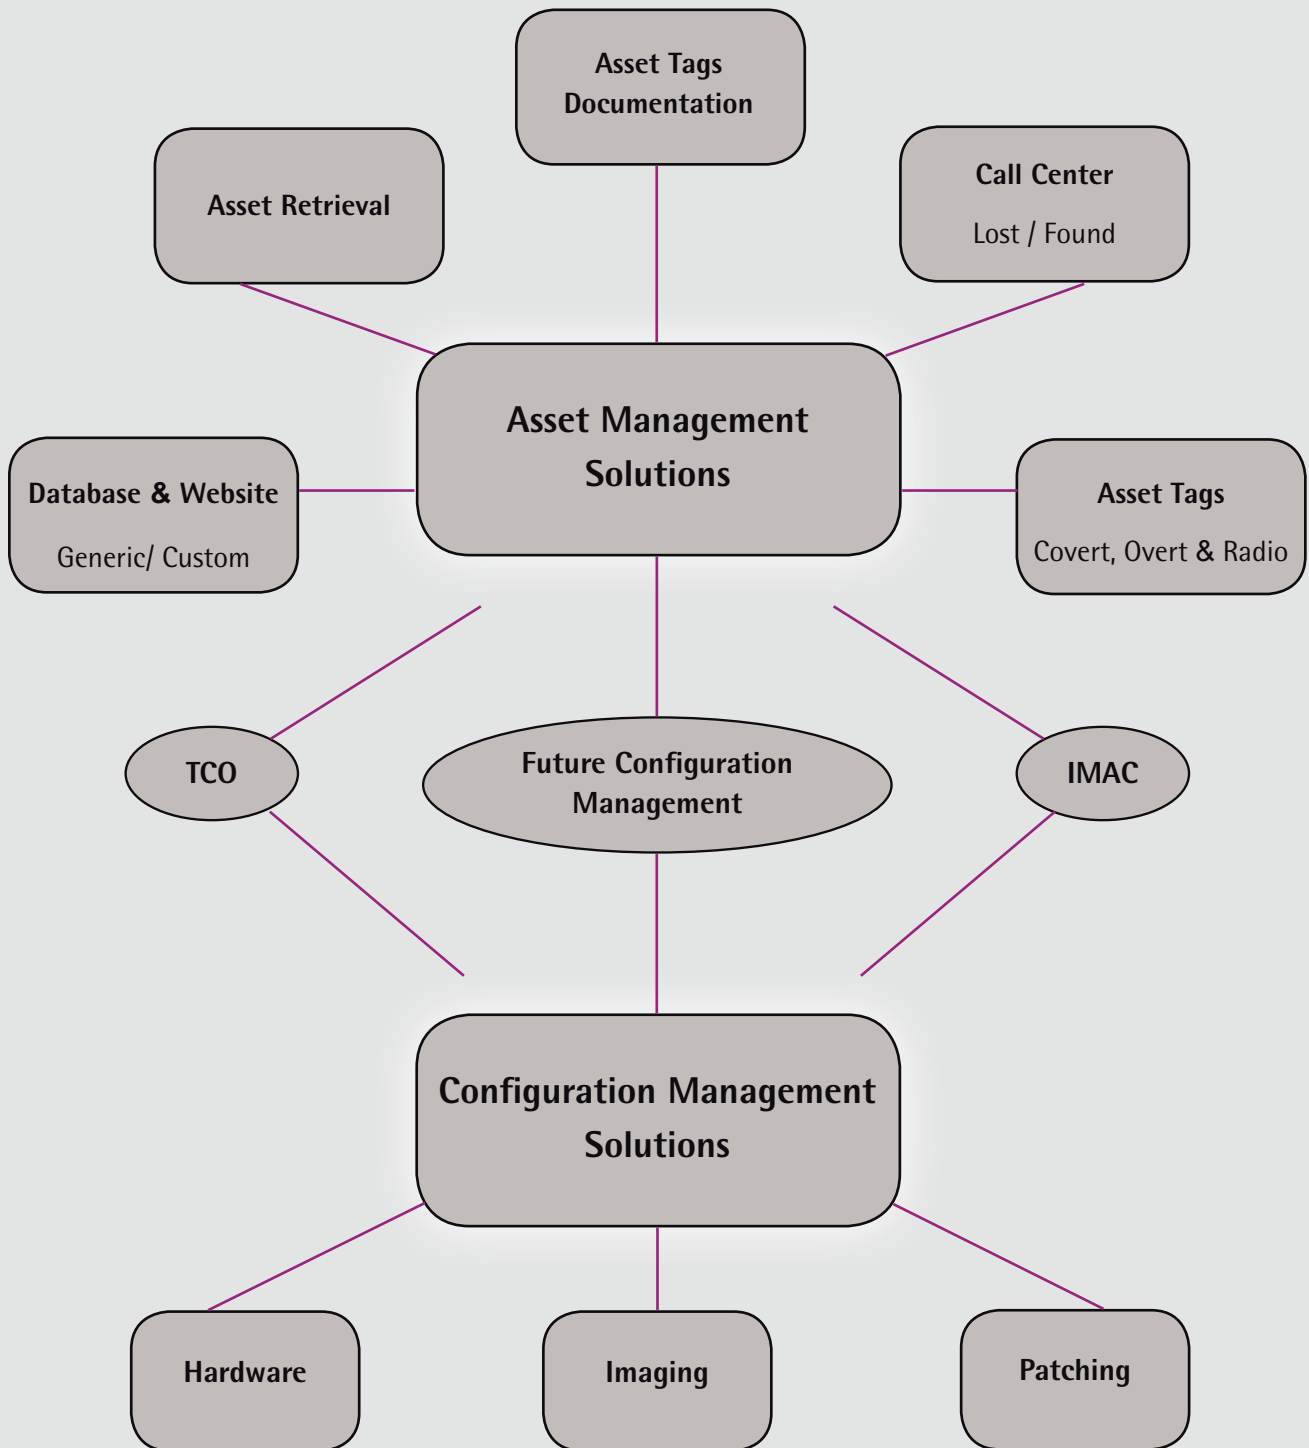 Asset Tags
Documentation
Asset Retrieval
Call Center
Lost / Found
Asset Management
Solutions
Database & Website
Generic/ Custom
Asset Tags
Covert, Overt & Radio
TCO
Future Configuration
Management
IMAC
Configuration Management
Solutions
Hardware
Imaging
Patching